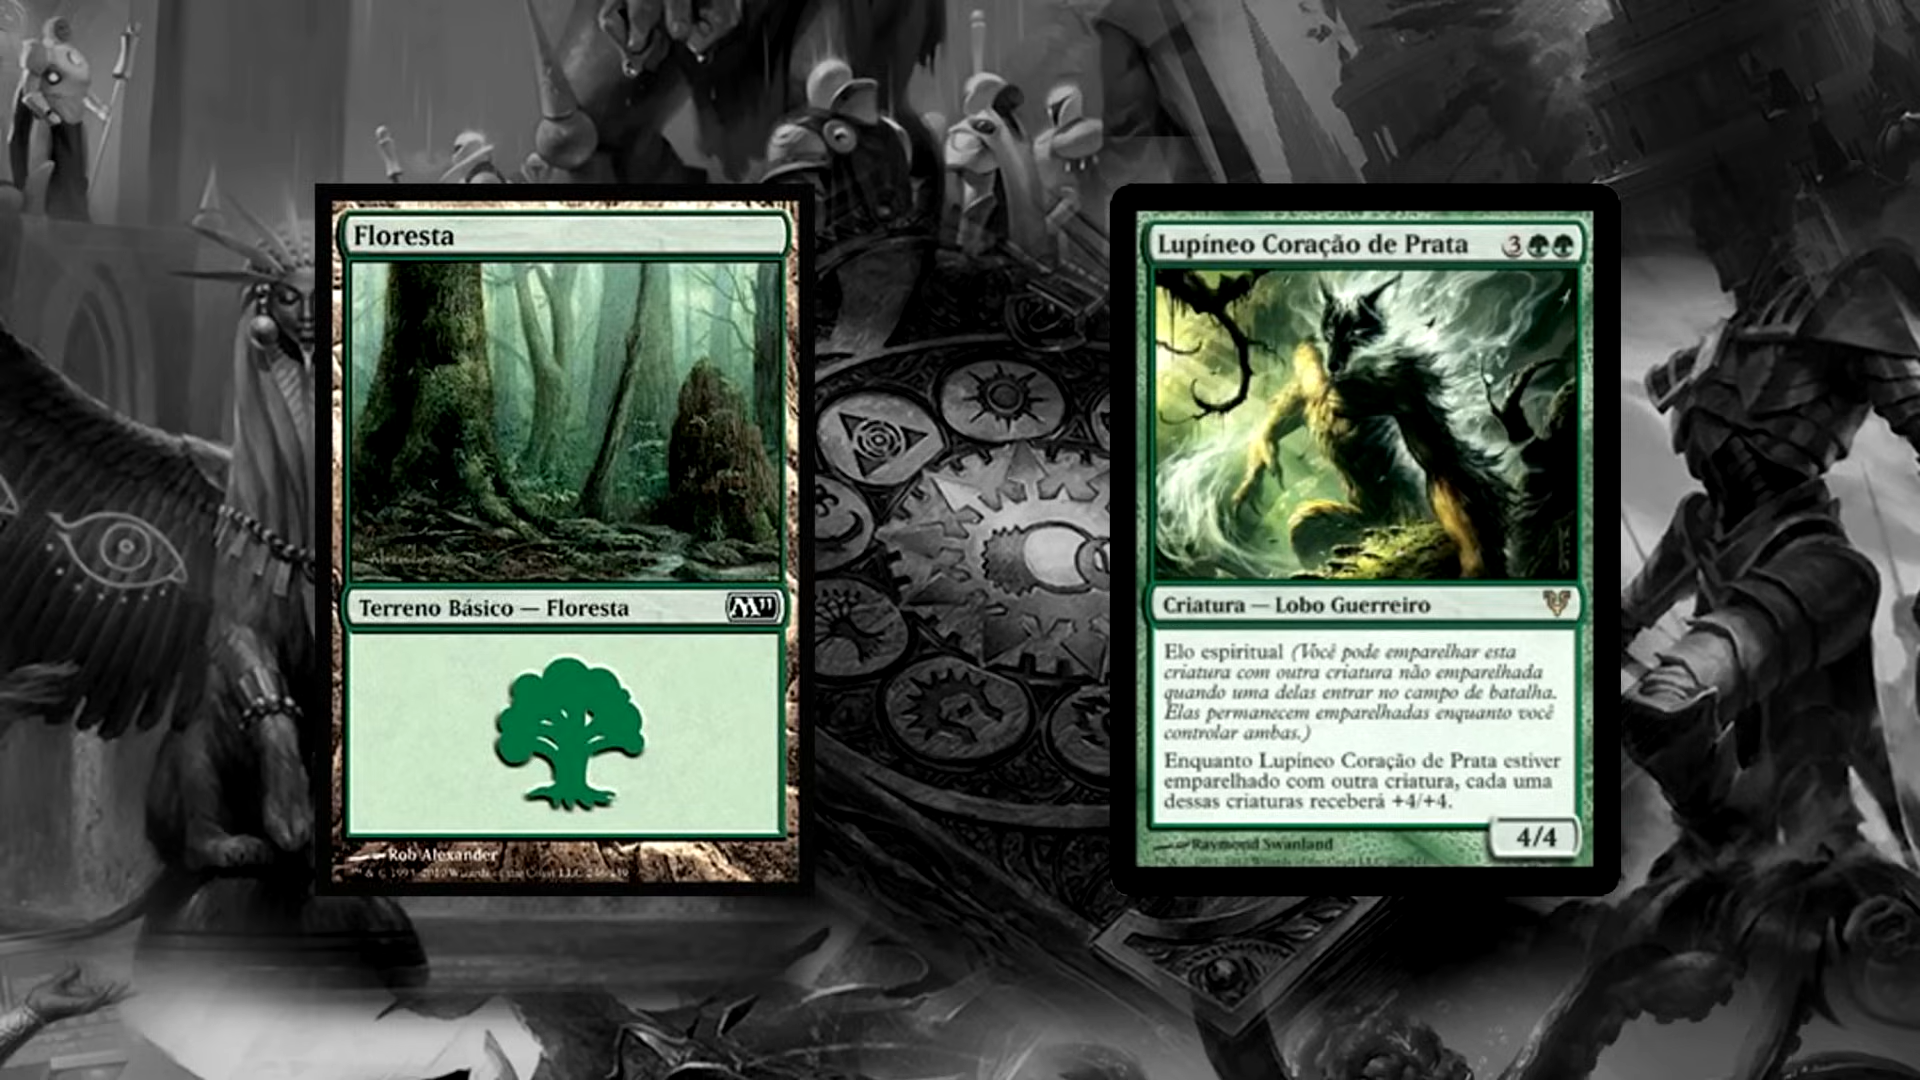 Floresta
Terreno Básico — Floresta
M11
Rob Alexander
Lupíneo Coração de Prata 3
Criatura — Lobo Guerreiro
Elo espiritual (Você pode emparelhar esta
criatura com outra criatura não emparelhada
quando uma delas entrar no campo de batalha.
Elas permanecem emparelhadas enquanto você
controlar ambas.)
Enquanto Lupíneo Coração de Prata estiver
emparelhado com outra criatura, cada uma
dessas criaturas receberá +4/+4.
4/4
Raymond Swanland